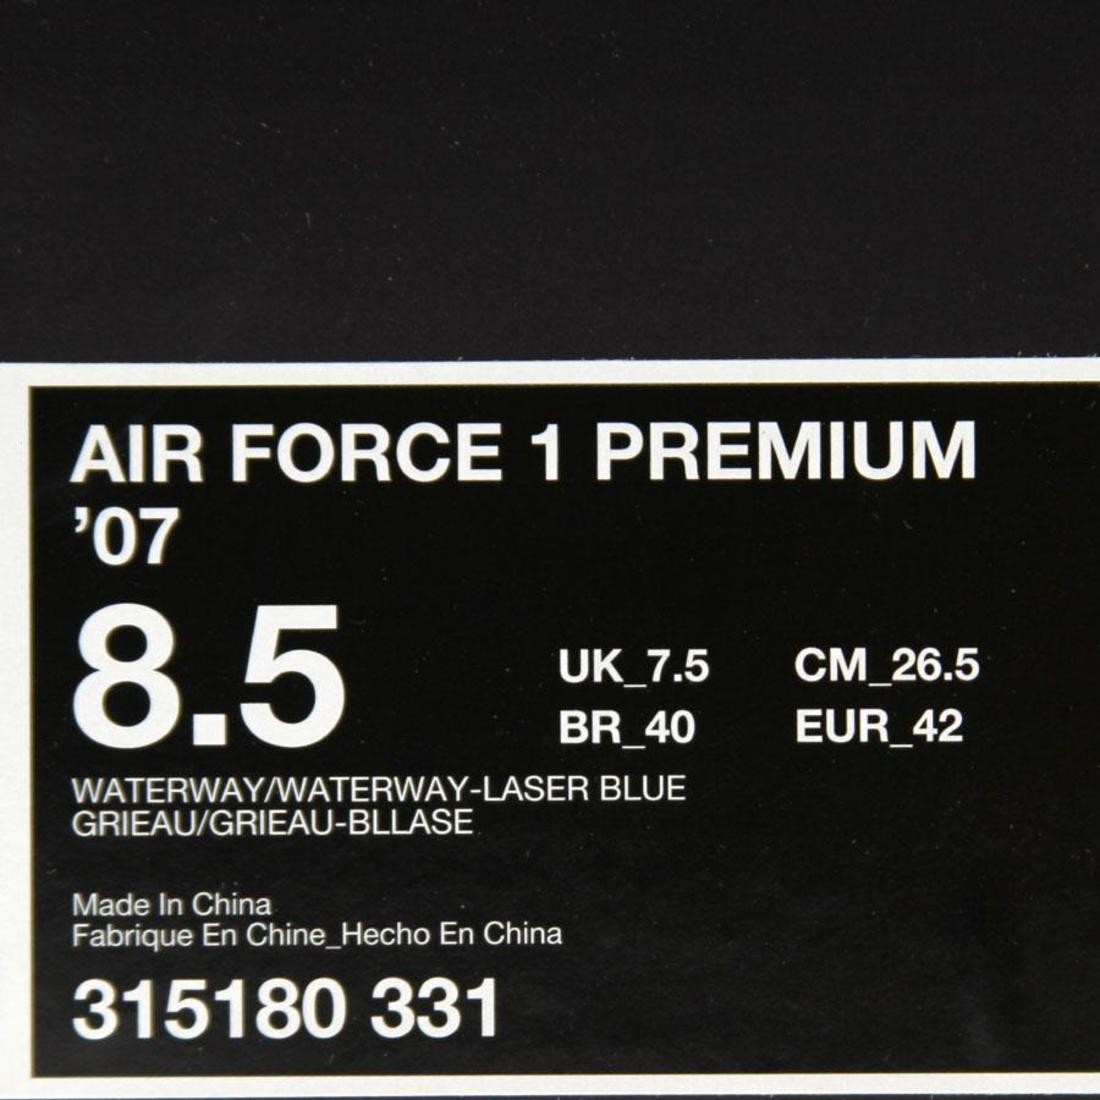 AIR FORCE 1 PREMIUM
’07
8.5
UK_7.5 CM_26.5
BR_40 EUR_42
WATERWAY/WATERWAY-LASER BLUE
GRIEAU/GRIEAU-BLLASE
Made In China
Fabrique En Chine_Hecho En China
315180 331